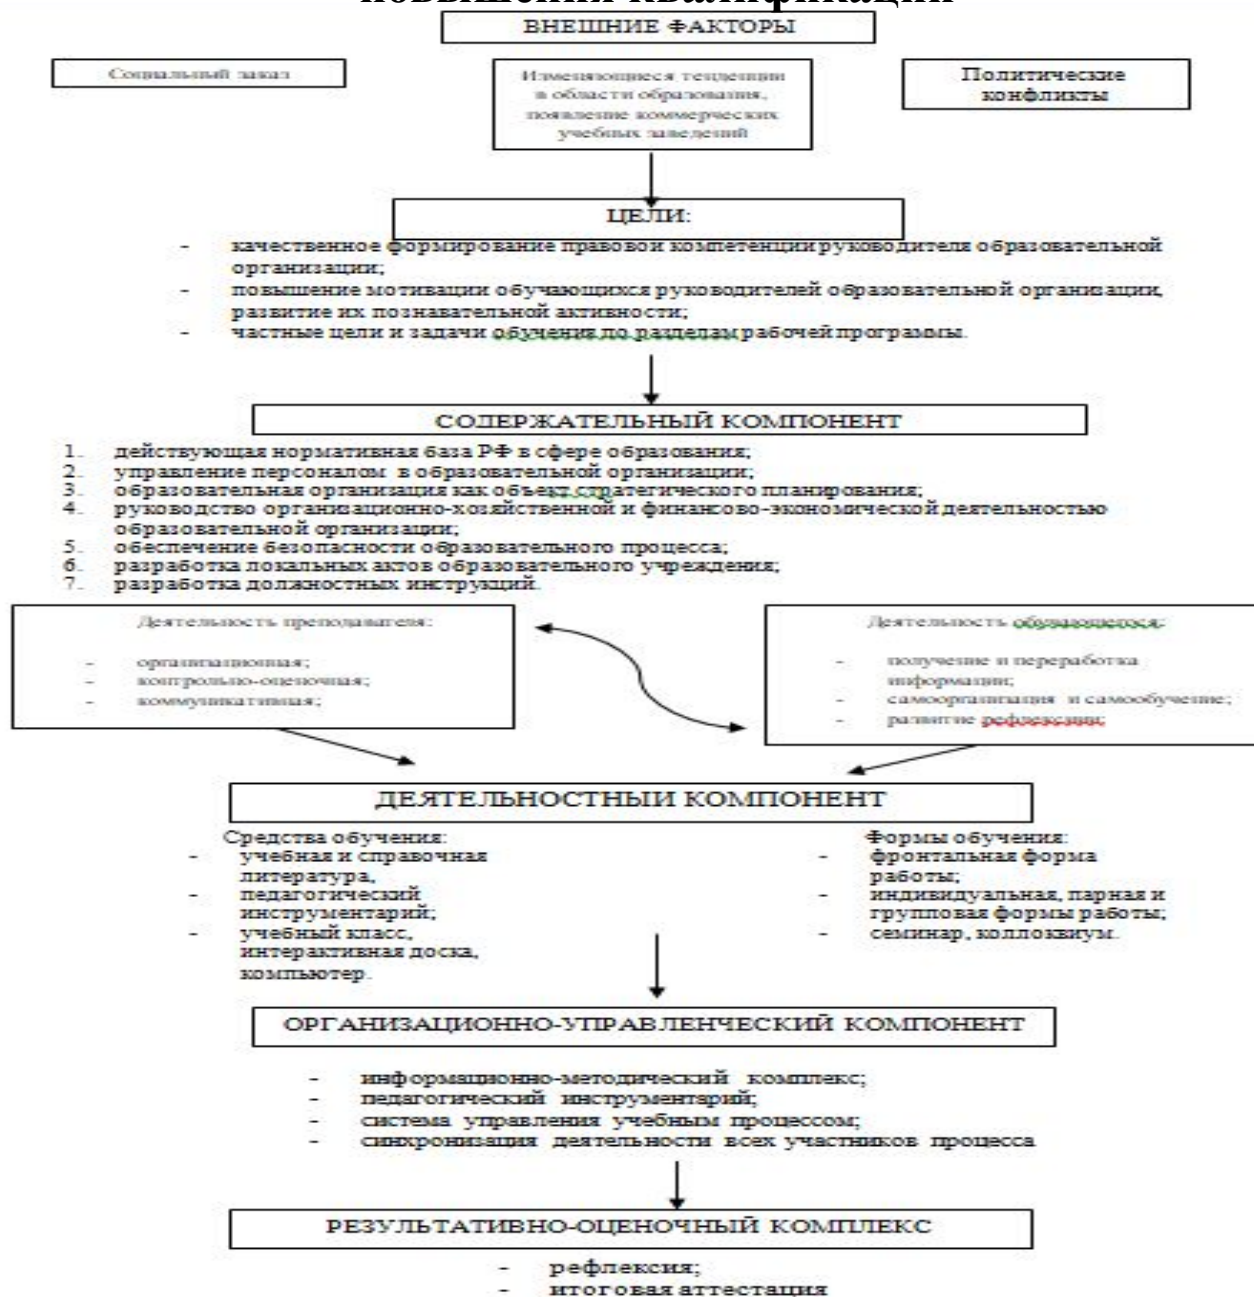 повышения квалификации
ВНЕШНИЕ ФАКТОРЫ
Социальный заказ
Изменяющиеся тенденции
в области образования,
появление коммерческих
учебных заведений
Политические
конфликты
ЦЕЛИ:
- качественное формирование правовой компетенции руководителя образовательной
организации;
- повышение мотивации обучающихся руководителей образовательной организации,
развитие их познавательной активности;
- частные цели и задачи обучения по разделам рабочей программы.
СОДЕРЖАТЕЛЬНЫЙ КОМПОНЕНТ
1. действующая нормативная база РФ в сфере образования;
2. управление персоналом в образовательной организации;
3. образовательная организация как объект стратегического планирования;
4. руководство организационно-хозяйственной и финансово-экономической деятельностью
образовательной организации;
5. обеспечение безопасности образовательного процесса;
6. разработка локальных актов образовательного учреждения;
7. разработка должностных инструкций.
Деятельность преподавателя:
- организационная;
- контрольно-оценочная;
- коммуникативная;
Деятельность обучающегося:
- получение и переработка
информации;
- самоорганизация и самообучение;
- развитие рефлексии;
ДЕЯТЕЛЬНОСТНЫЙ КОМПОНЕНТ
Средства обучения:
- учебная и справочная
литература,
- педагогический
инструментарий;
- учебный класс,
интерактивная доска,
компьютер.
Формы обучения:
- фронтальная форма
работы;
- индивидуальная, парная и
групповая формы работы;
- семинар, коллоквиум.
ОРГАНИЗАЦИОННО-УПРАВЛЕНЧЕСКИЙ КОМПОНЕНТ
- информационно-методический комплекс;
- педагогический инструментарий;
- система управления учебным процессом;
- синхронизация деятельности всех участников процесса
РЕЗУЛЬТАТИВНО-ОЦЕНОЧНЫЙ КОМПЛЕКС
- рефлексия;
- итоговая аттестация